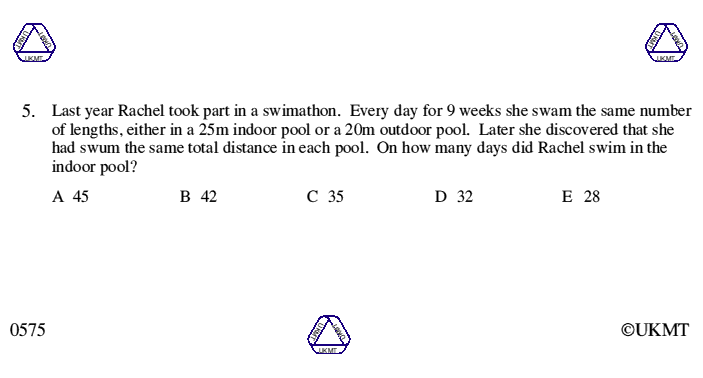 UKMT UKMT UKMT
UKMT UKMT UKMT
5. Last year Rachel took part in a swimathon. Every day for 9 weeks she swam the same number
of lengths, either in a 25m indoor pool or a 20m outdoor pool. Later she discovered that she
had swum the same total distance in each pool. On how many days did Rachel swim in the
indoor pool?
A 45 B 42 C 35 D 32 E 28
0575
UKMT UKMT UKMT
©UKMT